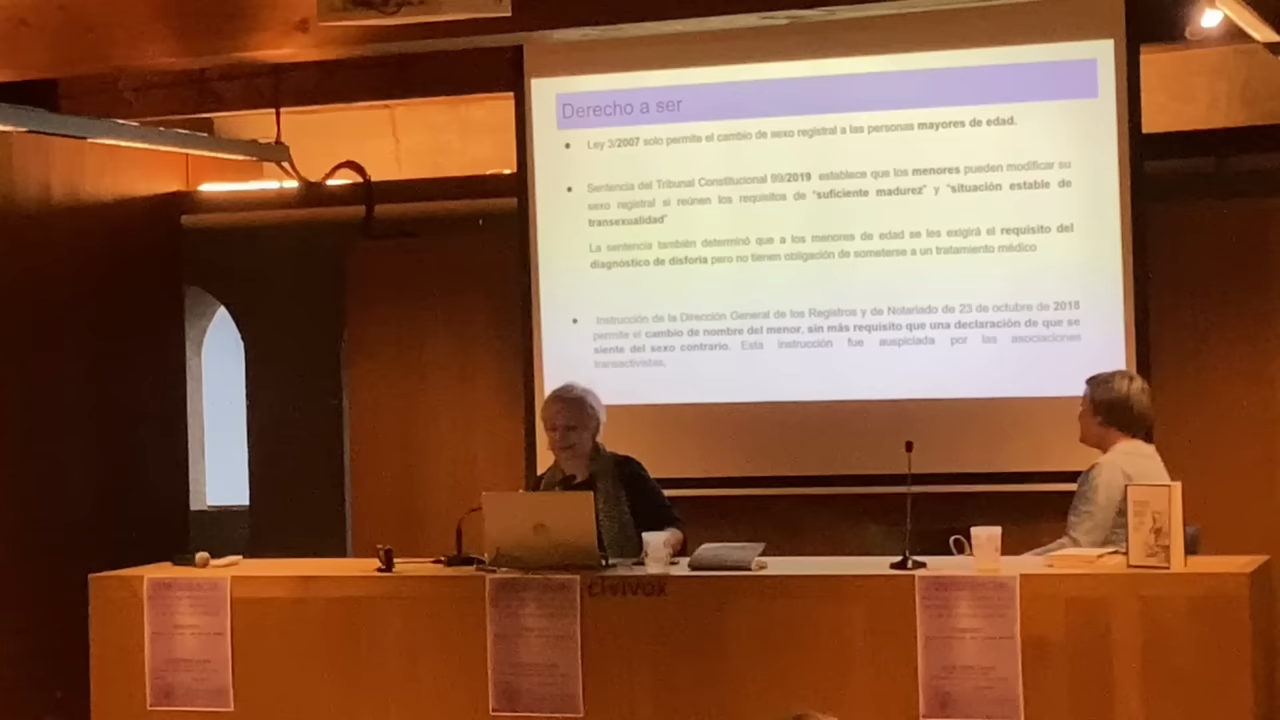 Derecho a ser
● Ley 3/2007 solo permite el cambio de sexo registral a las personas mayores de edad.
● Sentencia del Tribunal Constitucional 99/2019 establece que los menores pueden modificar su
sexo registral si reúnen los requisitos de "suficiente madurez" y "situación estable de
transexualidad"
La sentencia también determinó que a los menores de edad se les exigirá el requisito del
diagnóstico de disforia pero no tienen obligación de someterse a un tratamiento médico
● Instrucción de la Dirección General de los Registros y de Notariado de 23 de octubre de 2018
permite el cambio de nombre del menor, sin más requisito que una declaración de que se
siente del sexo contrario. Esta instrucción fue auspiciada por las asociaciones
transactivistas,
civivox